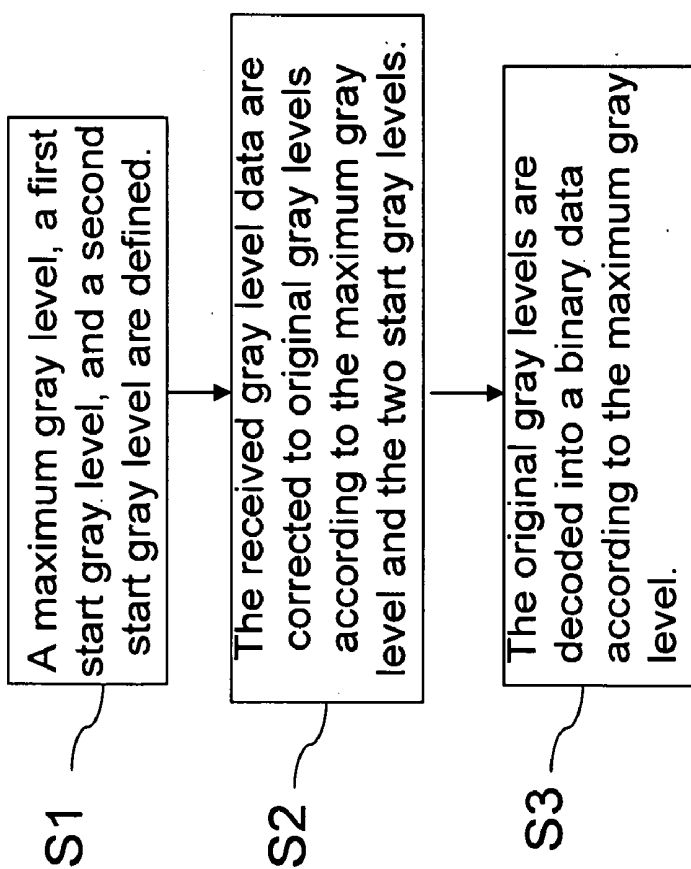 S1
A maximum gray level, a first
start gray level, and a second
start gray level are defined.
S2
The received gray level data are
corrected to original gray levels
according to the maximum gray
level and the two start gray levels.
S3
The original gray levels are
decoded into a binary data
according to the maximum gray
level.